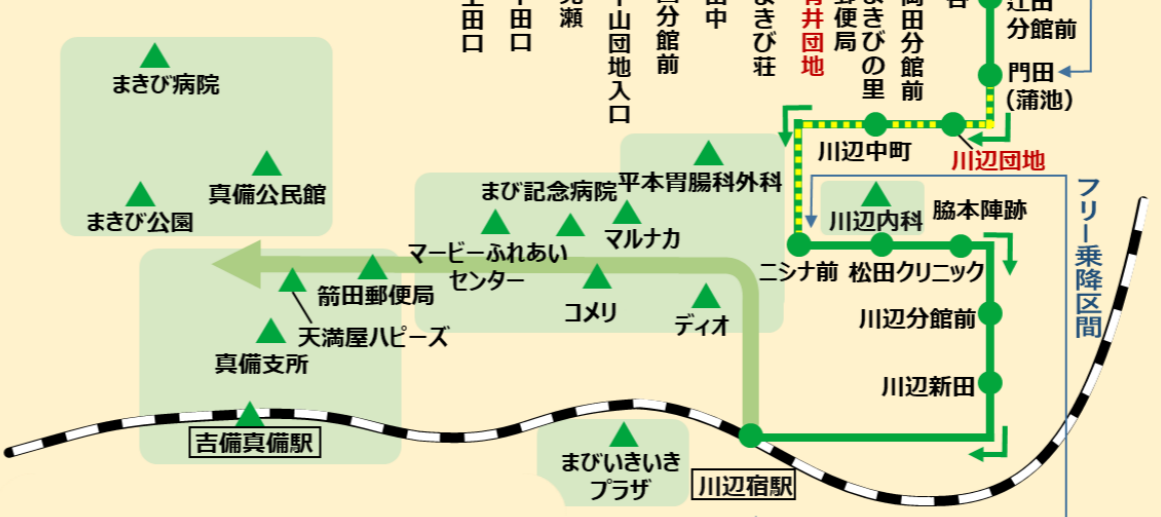 田口
田口
瀬
山団地入口
分館前
田中
まきび荘
有井団地
郵便局
まきびの里
岡田分館前
辻田
分館前
門田
(蒲池)
まきび病院
真備公民館
まきび公園
川辺中町
川辺団地
平本胃腸科外科
まび記念病院
マルナカ
マービーふれあい
センター
コメリ
ディオ
川辺内科
脇本陣跡
ニシナ前
松田クリニック
フリー乗降区間
川辺分館前
川辺新田
箭田郵便局
天満屋ハピーズ
真備支所
吉備真備駅
まびいきいき
プラザ
川辺宿駅